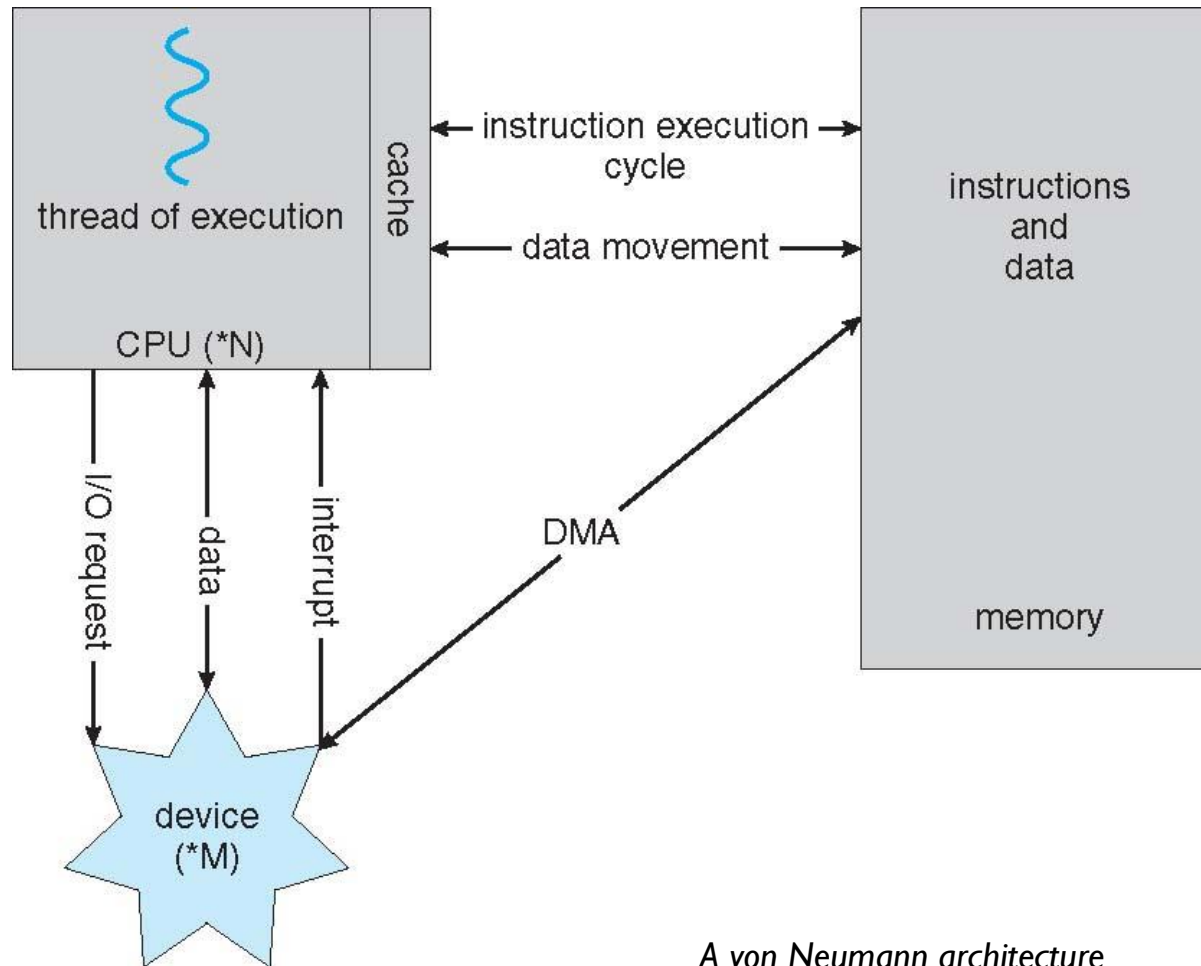 thread of execution
cache
CPU (*N)
instruction execution
cycle
data movement
instructions
and
data
memory
I/O request
data
interrupt
DMA
device
(*M)
A von Neumann architecture